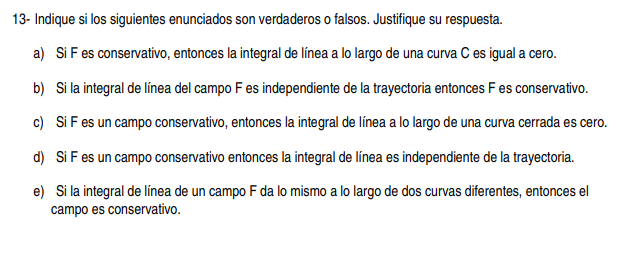 13- Indique si los siguientes enunciados son verdaderos o falsos. Justifique su respuesta.
a) Si F es conservativo, entonces la integral de línea a lo largo de una curva C es igual a cero.
b) Si la integral de línea del campo F es independiente de la trayectoria entonces F es conservativo.
c) Si F es un campo conservativo, entonces la integral de línea a lo largo de una curva cerrada es cero.
d) Si F es un campo conservativo entonces la integral de línea es independiente de la trayectoria.
e) Si la integral de línea de un campo F da lo mismo a lo largo de dos curvas diferentes, entonces el
campo es conservativo.